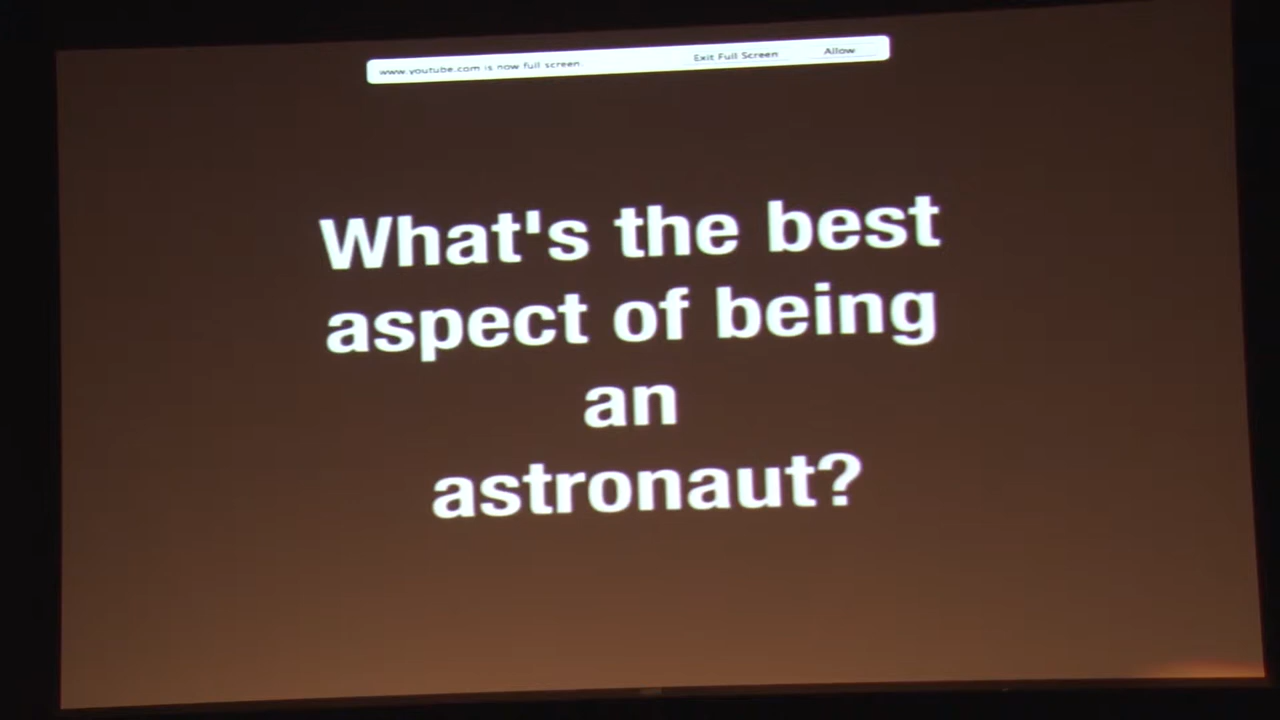 www.youtube.com is now full screen. Exit Full Screen Allow
What's the best
aspect of being
an
astronaut?